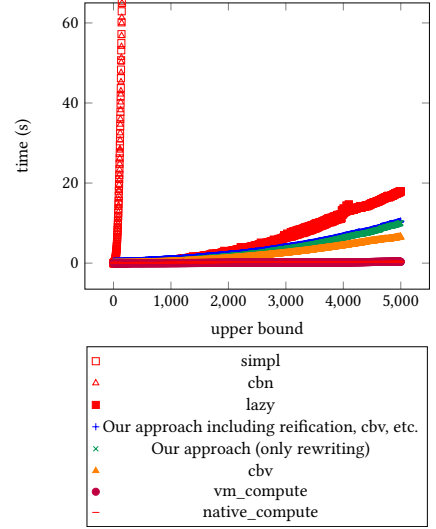 60
40
20
0
time (s)
0 1,000 2,000 3,000 4,000 5,000
upper bound
simpl
cbn
lazy
Our approach including reification, cbv, etc.
Our approach (only rewriting)
cbv
vm_compute
native_compute